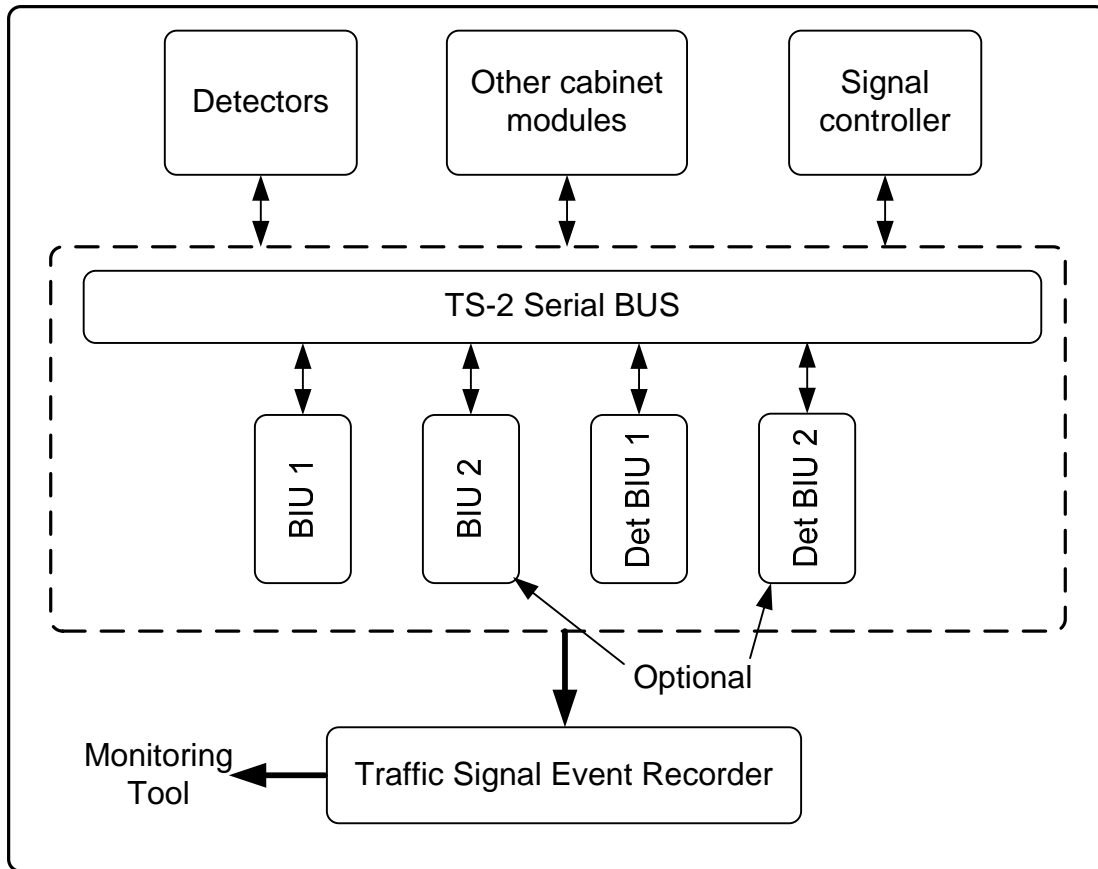 Detectors
Other cabinet
modules
Signal
controller
TS-2 Serial BUS
BIU 1
BIU 2
Det BIU 1
Det BIU 2
Optional
Monitoring
Tool
Traffic Signal Event Recorder